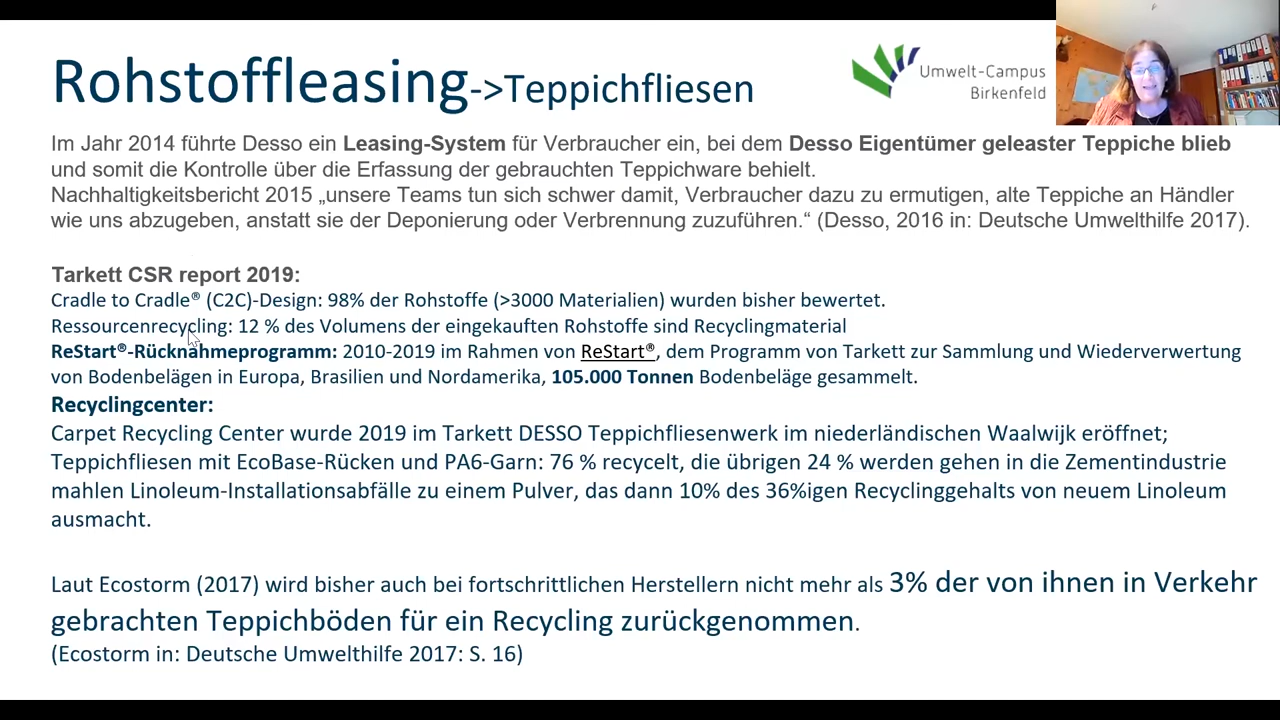 Rohstoffleasing->Teppichfliesen
Umwelt-Campus
Birkenfeld
Im Jahr 2014 führte Desso ein Leasing-System für Verbraucher ein, bei dem Desso Eigentümer geleaster Teppiche blieb
und somit die Kontrolle über die Erfassung der gebrauchten Teppichware behielt.
Nachhaltigkeitsbericht 2015 „unsere Teams tun sich schwer damit, Verbraucher dazu zu ermutigen, alte Teppiche an Händler
wie uns abzugeben, anstatt sie der Deponierung oder Verbrennung zuzuführen.“ (Desso, 2016 in: Deutsche Umwelthilfe 2017).
Tarkett CSR report 2019:
Cradle to Cradle® (C2C)-Design: 98% der Rohstoffe (>3000 Materialien) wurden bisher bewertet.
Ressourcenrecycling: 12 % des Volumens der eingekauften Rohstoffe sind Recyclingmaterial
ReStart®-Rücknahmeprogramm: 2010-2019 im Rahmen von ReStart®, dem Programm von Tarkett zur Sammlung und Wiederverwertung
von Bodenbelägen in Europa, Brasilien und Nordamerika, 105.000 Tonnen Bodenbeläge gesammelt.
Recyclingcenter:
Carpet Recycling Center wurde 2019 im Tarkett DESSO Teppichfliesenwerk im niederländischen Waalwijk eröffnet;
Teppichfliesen mit EcoBase-Rücken und PA6-Garn: 76 % recycelt, die übrigen 24 % werden gehen in die Zementindustrie
mahlen Linoleum-Installationsabfälle zu einem Pulver, das dann 10% des 36%igen Recyclinggehalts von neuem Linoleum
ausmacht.
Laut Ecostorm (2017) wird bisher auch bei fortschrittlichen Herstellern nicht mehr als 3% der von ihnen in Verkehr
gebrachten Teppichböden für ein Recycling zurückgenommen.
(Ecostorm in: Deutsche Umwelthilfe 2017: S. 16)